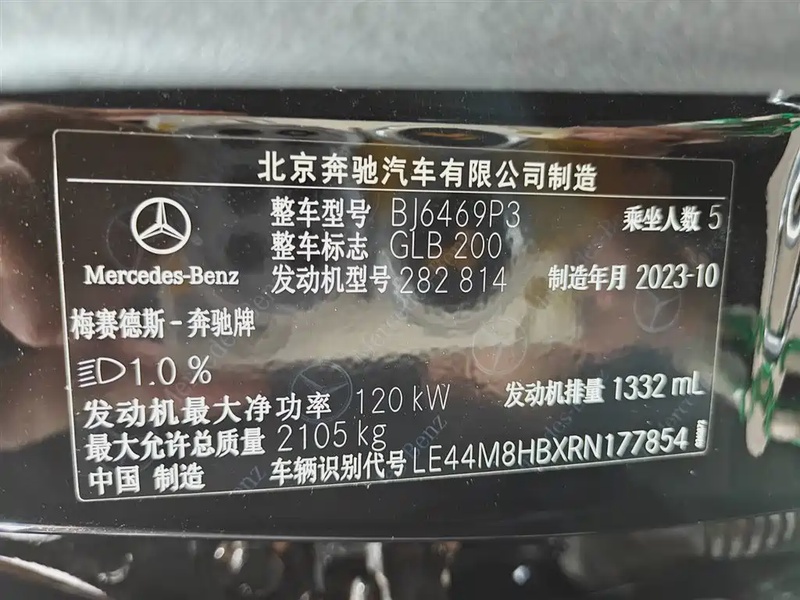 北京奔驰汽车有限公司制造
整车型号 BJ6469P3 乘坐人数 5
整车标志 GLB 200
发动机型号 282 814 制造年月 2023-10
Mercedes-Benz
梅赛德斯-奔驰牌
1.0 %
发动机最大净功率 120 kW 发动机排量 1332 mL
最大允许总质量 2105 kg
中国 制造 车辆识别代号 LE44M8HBXRN177854